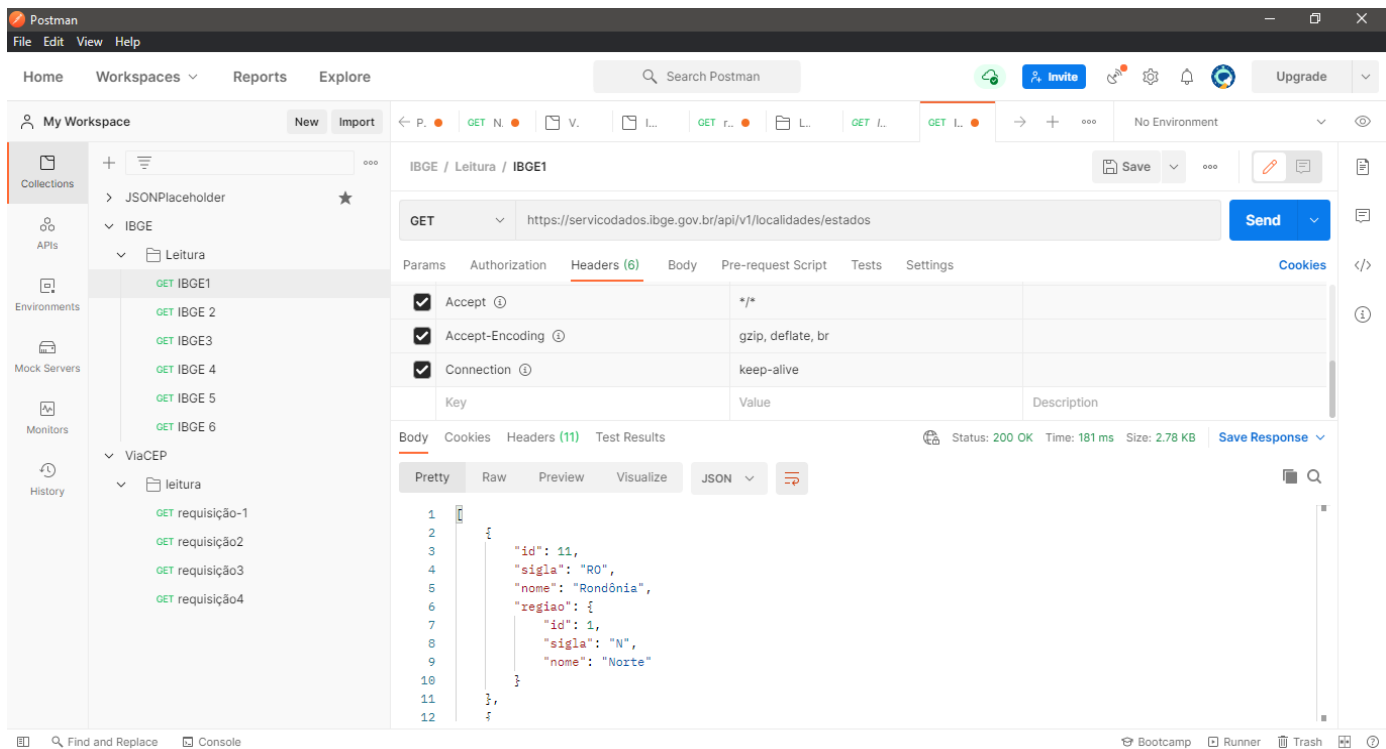 Postman
File Edit View Help
Home Workspaces Reports Explore Search Postman Invite Upgrade
My Workspace New Import P. GET N. V. I... GET r... L... GET I.. GET I... No Environment
Collections
APIs
Environments
Mock Servers
Monitors
History
JSONPlaceholder
IBGE
Leitura
GET IBGE1
GET IBGE 2
GET IBGE3
GET IBGE 4
GET IBGE 5
GET IBGE 6
ViaCEP
leitura
GET requisição-1
GET requisição2
GET requisição3
GET requisição4
IBGE / Leitura / IBGE1 Save
GET https://servicodados.ibge.gov.br/api/v1/localidades/estados Send
Params Authorization Headers (6) Body Pre-request Script Tests Settings Cookies
Accept */*
Accept-Encoding gzip, deflate, br
Connection keep-alive
Key Value Description
Body Cookies Headers (11) Test Results Status: 200 OK Time: 181 ms Size: 2.78 KB Save Response
Pretty Raw Preview Visualize JSON
1 [
2 {
3 "id": 11,
4 "sigla": "RO",
5 "nome": "Rondônia",
6 "regiao": {
7 "id": 1,
8 "sigla": "N",
9 "nome": "Norte"
10 }
11 },
12 {
Find and Replace Console Bootcamp Runner Trash